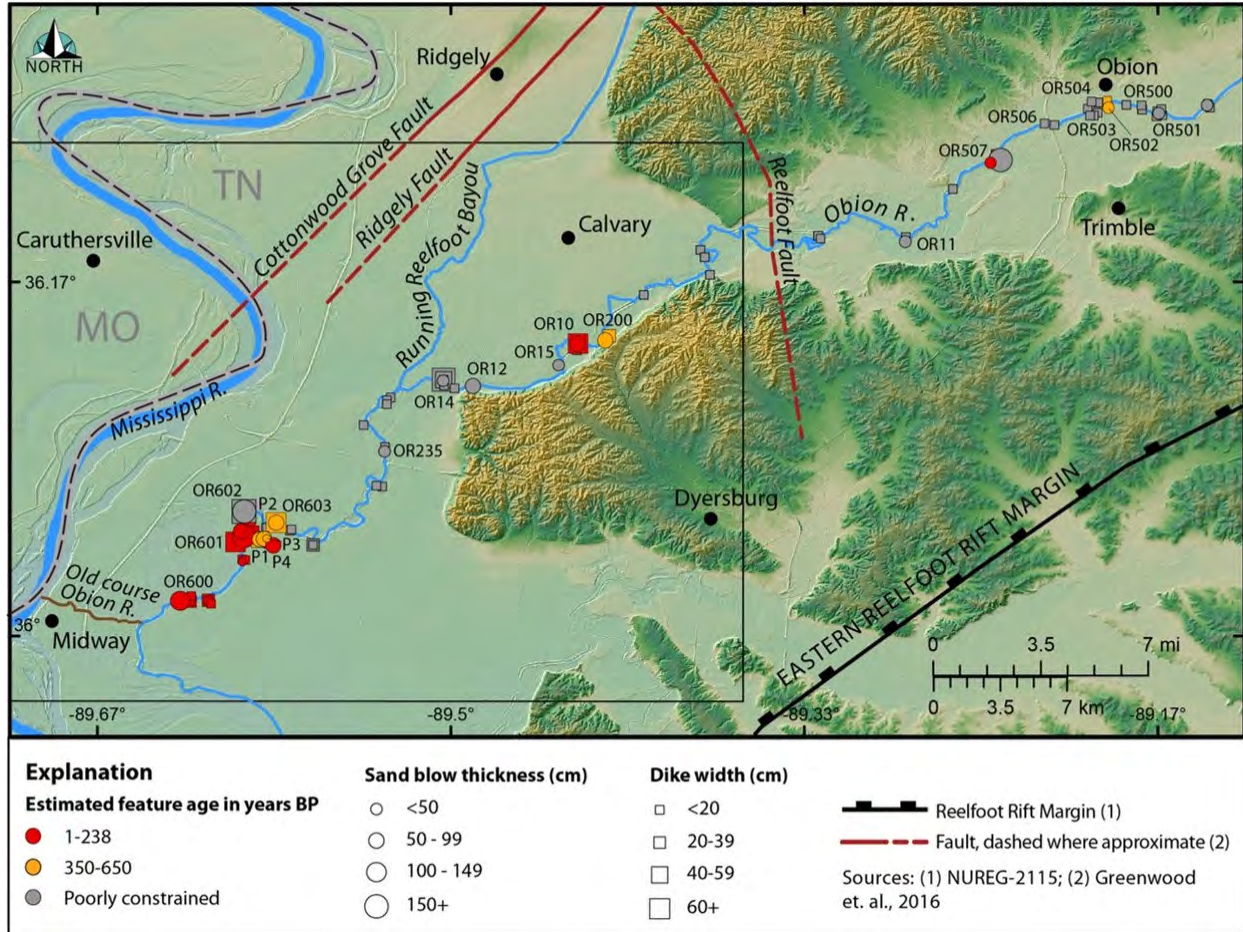 NORTH
Ridgely
Obion
OR504
OR500
OR506
OR503
OR501
OR502
OR507
TN
Cottonwood Grove Fault
Ridgely Fault
Running Reelfoot Bayou
Reelfoot Fault
Obion R.
Trimble
Calvary
Caruthersville
OR11
36.17°
MO
OR10
OR200
OR15
OR12
OR14
Mississippi R.
OR235
Dyersburg
OR602
P2
OR603
OR601
P3
P1
P4
OR600
Old course
Obion R.
36°
Midway
EASTERN REELFOOT RIFT MARGIN
0 3.5 7 mi
0 3.5 7 km
-89.67°
-89.5°
-89.33°
-89.17°
Explanation
Estimated feature age in years BP
1-238
350-650
Poorly constrained
Sand blow thickness (cm)
<50
50 - 99
100 - 149
150+
Dike width (cm)
<20
20-39
40-59
60+
Reelfoot Rift Margin (1)
Fault, dashed where approximate (2)
Sources: (1) NUREG-2115; (2) Greenwood
et. al., 2016